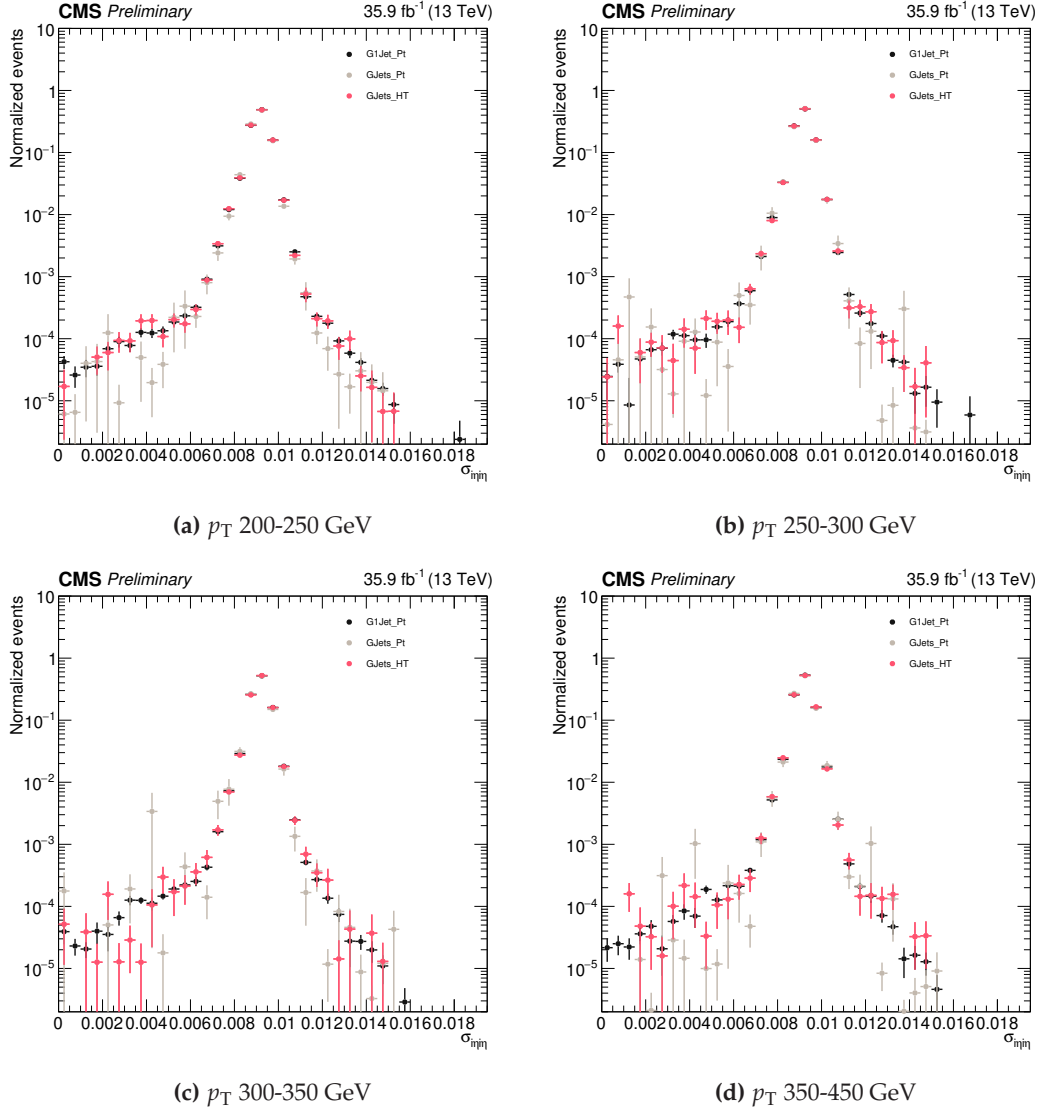 CMS Preliminary 35.9 fb⁻¹ (13 TeV)
Normalized events
10
1
10⁻¹
10⁻²
10⁻³
10⁻⁴
10⁻⁵
G1Jet_Pt
GJets_Pt
GJets_HT
0 0.002 0.004 0.006 0.008 0.01 0.012 0.014 0.016 0.018
σiηiη
(a) pT 200-250 GeV
CMS Preliminary 35.9 fb⁻¹ (13 TeV)
Normalized events
10
1
10⁻¹
10⁻²
10⁻³
10⁻⁴
10⁻⁵
G1Jet_Pt
GJets_Pt
GJets_HT
0 0.002 0.004 0.006 0.008 0.01 0.012 0.014 0.016 0.018
σiηiη
(b) pT 250-300 GeV
CMS Preliminary 35.9 fb⁻¹ (13 TeV)
Normalized events
10
1
10⁻¹
10⁻²
10⁻³
10⁻⁴
10⁻⁵
G1Jet_Pt
GJets_Pt
GJets_HT
0 0.002 0.004 0.006 0.008 0.01 0.012 0.014 0.016 0.018
σiηiη
(c) pT 300-350 GeV
CMS Preliminary 35.9 fb⁻¹ (13 TeV)
Normalized events
10
1
10⁻¹
10⁻²
10⁻³
10⁻⁴
10⁻⁵
G1Jet_Pt
GJets_Pt
GJets_HT
0 0.002 0.004 0.006 0.008 0.01 0.012 0.014 0.016 0.018
σiηiη
(d) pT 350-450 GeV